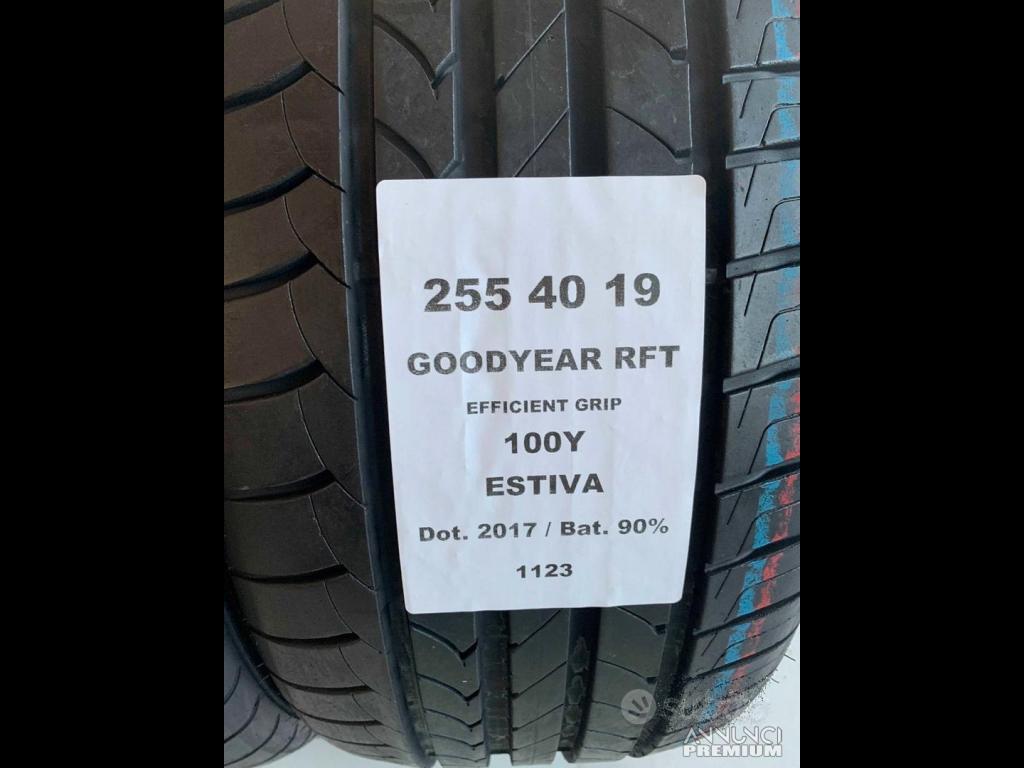 255 40 19
GOODYEAR RFT
EFFICIENT GRIP
100Y
ESTIVA
Dot. 2017 / Bat. 90%
1123
ANNUNCI
PREMIUM